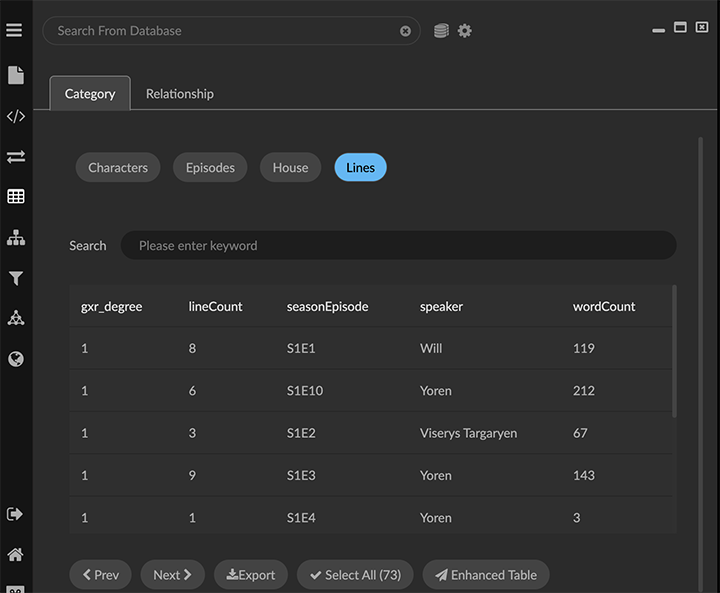 Search From Database
Category Relationship
Characters Episodes House Lines
Search Please enter keyword
gxr_degree lineCount seasonEpisode speaker wordCount
1 8 S1E1 Will 119
1 6 S1E10 Yoren 212
1 3 S1E2 Viserys Targaryen 67
1 9 S1E3 Yoren 143
1 1 S1E4 Yoren 3
Prev Next Export Select All (73) Enhanced Table